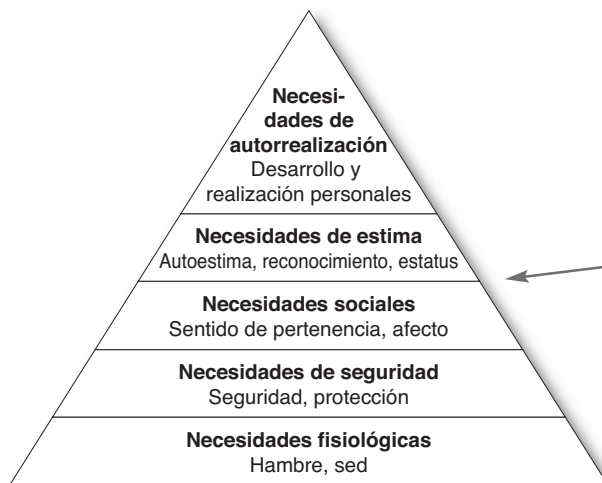 Necesi-
dades de
autorrealización
Desarrollo y
realización personales
Necesidades de estima
Autoestima, reconocimiento, estatus
Necesidades sociales
Sentido de pertenencia, afecto
Necesidades de seguridad
Seguridad, protección
Necesidades fisiológicas
Hambre, sed